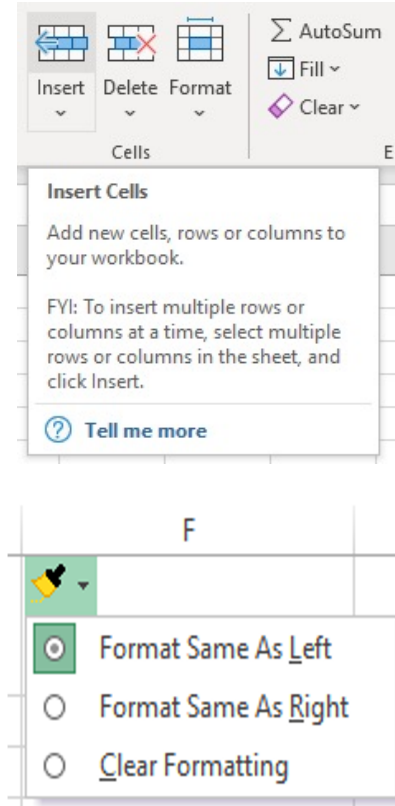 Insert Delete Format
∑ AutoSum
Fill
Clear
Cells
E
Insert Cells
Add new cells, rows or columns to
your workbook.
FYI: To insert multiple rows or
columns at a time, select multiple
rows or columns in the sheet, and
click Insert.
? Tell me more
F
Format Same As Left
Format Same As Right
Clear Formatting